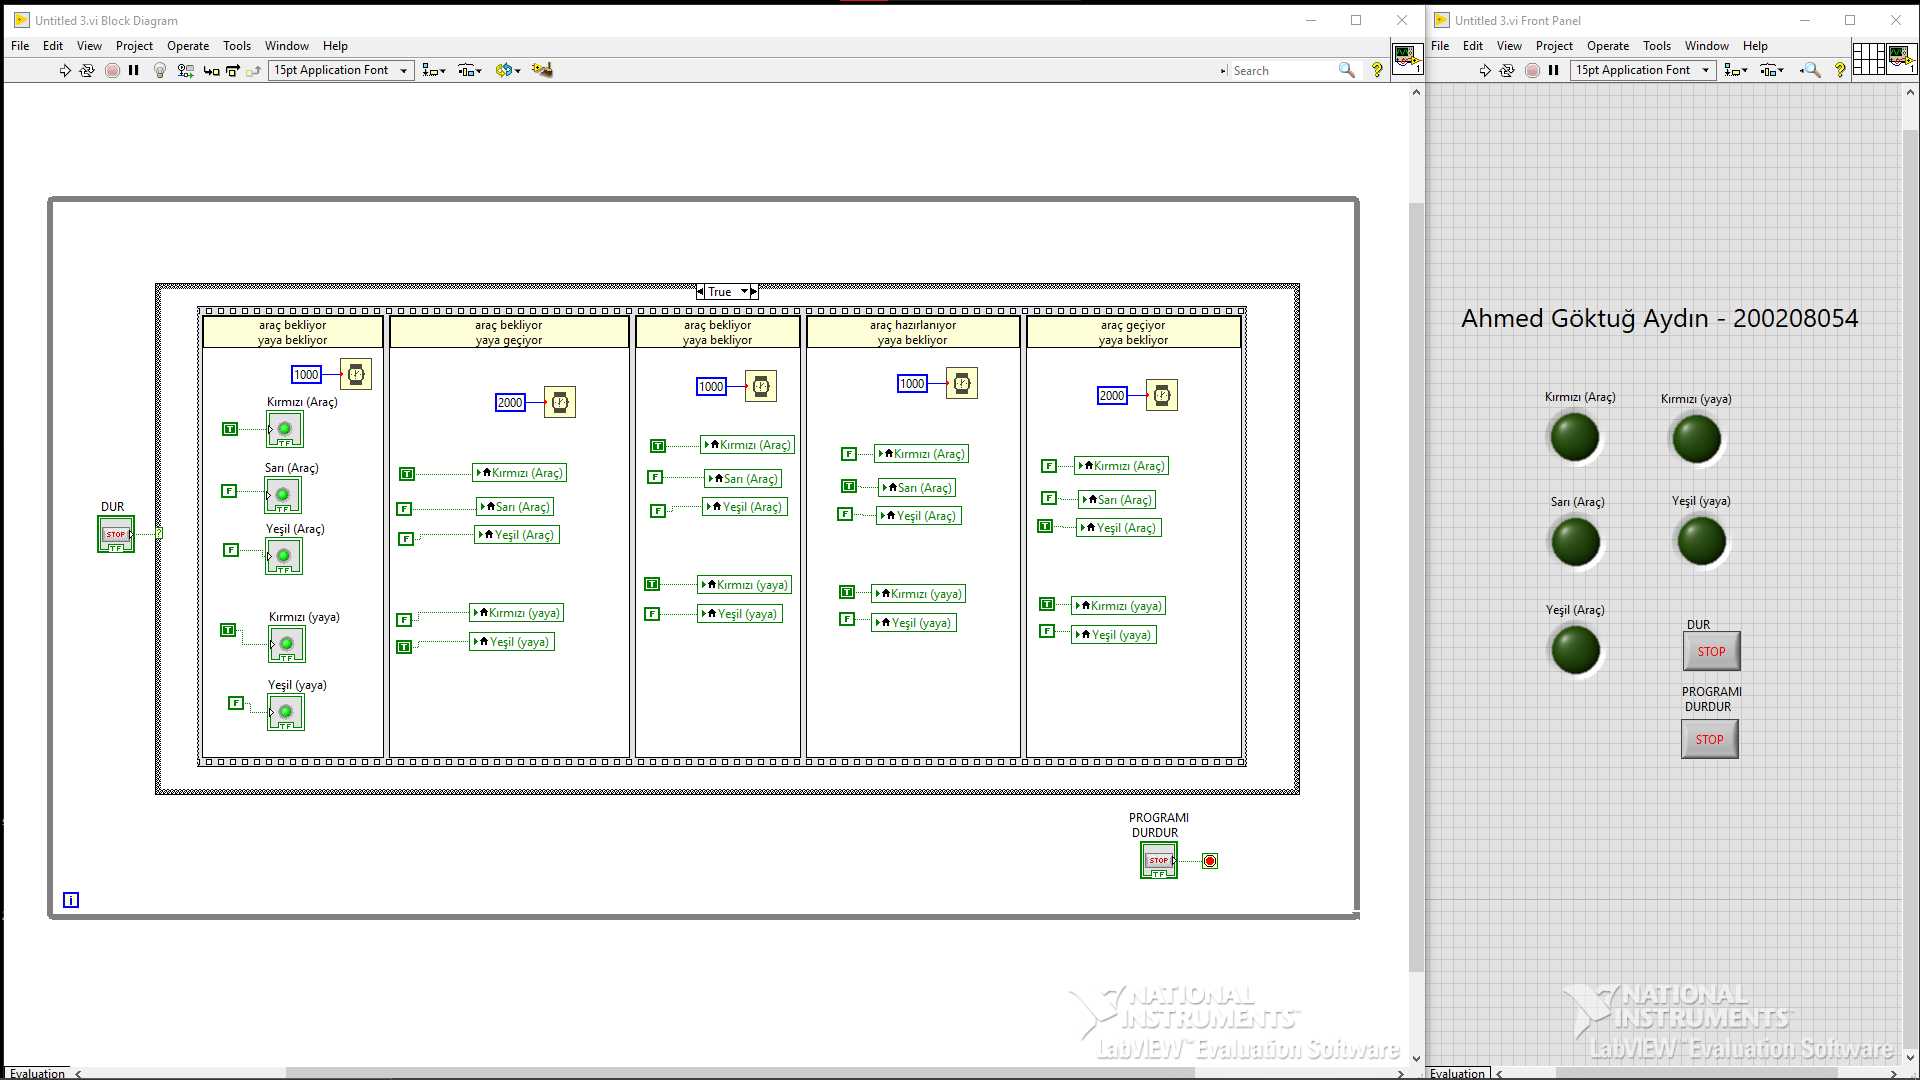 Untitled 3.vi Block Diagram
File Edit View Project Operate Tools Window Help
15pt Application Font
Search
1
True
araç bekliyor
yaya bekliyor
1000
Kırmızı (Araç)
T
TF
Sarı (Araç)
F
TF
Yeşil (Araç)
F
TF
Kırmızı (yaya)
T
TF
Yeşil (yaya)
F
TF
araç bekliyor
yaya geçiyor
2000
T Kırmızı (Araç)
F Sarı (Araç)
F Yeşil (Araç)
F Kırmızı (yaya)
T Yeşil (yaya)
araç bekliyor
yaya bekliyor
1000
T Kırmızı (Araç)
F Sarı (Araç)
F Yeşil (Araç)
T Kırmızı (yaya)
F Yeşil (yaya)
araç hazırlanıyor
yaya bekliyor
1000
F Kırmızı (Araç)
T Sarı (Araç)
F Yeşil (Araç)
T Kırmızı (yaya)
F Yeşil (yaya)
araç geçiyor
yaya bekliyor
2000
F Kırmızı (Araç)
F Sarı (Araç)
T Yeşil (Araç)
T Kırmızı (yaya)
F Yeşil (yaya)
DUR
STOP
TF
?
PROGRAMI
DURDUR
STOP
TF
i
NATIONAL
INSTRUMENTS™
LabVIEW™ Evaluation Software
Evaluation
Untitled 3.vi Front Panel
File Edit View Project Operate Tools Window Help
15pt Application Font
1
Ahmed Göktuğ Aydın - 200208054
Kırmızı (Araç)
Kırmızı (yaya)
Sarı (Araç)
Yeşil (yaya)
Yeşil (Araç)
DUR
STOP
PROGRAMI
DURDUR
STOP
NATIONAL
INSTRUMENTS™
LabVIEW™ Evaluation Software
Evaluation